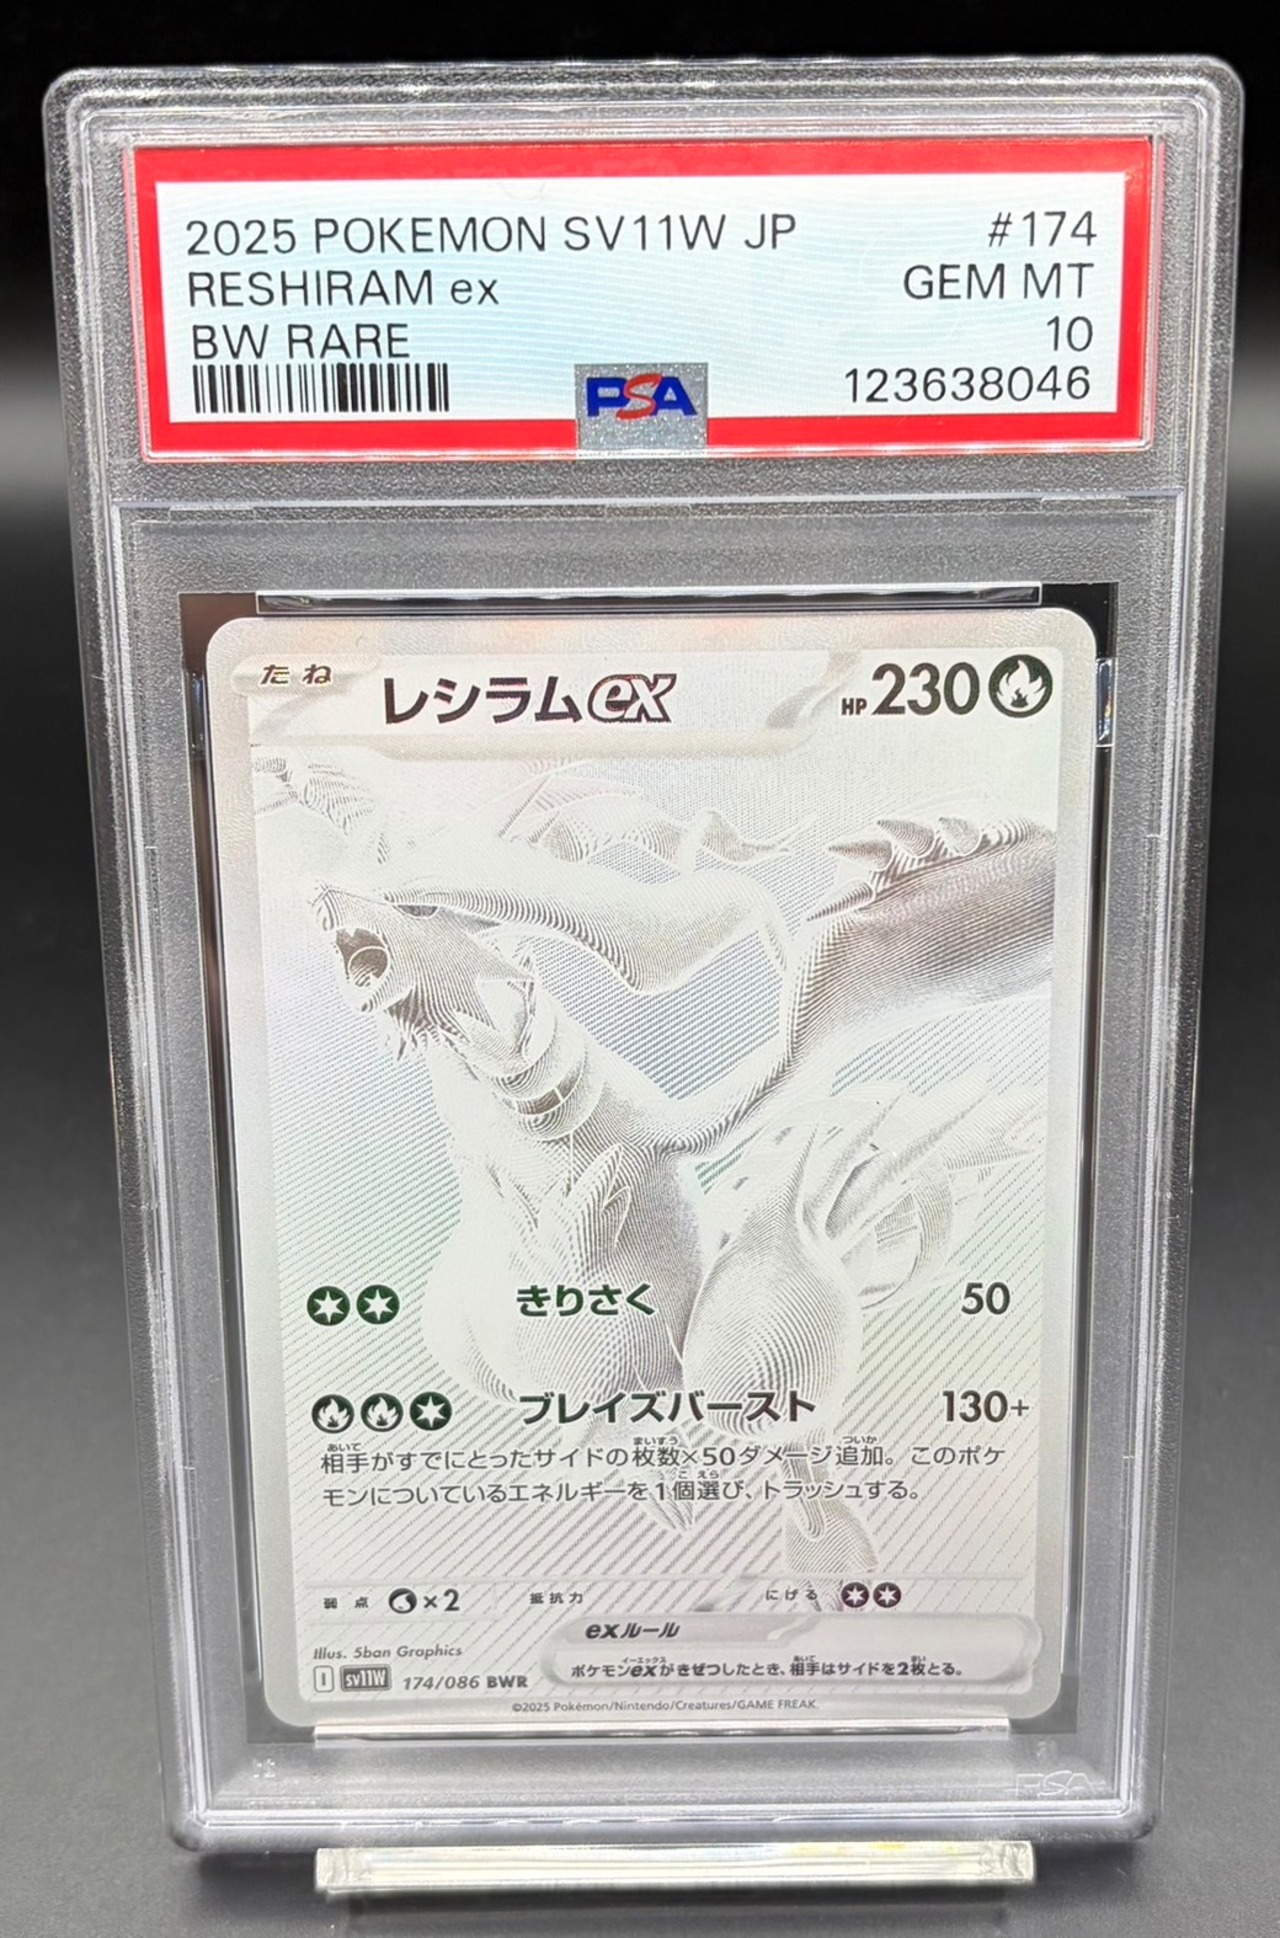 2025 POKEMON SV11W JP #174
RESHIRAM ex GEM MT
BW RARE 10
PSA 123638046
たね レシラムex HP230
きりさく 50
ブレイズバースト 130+
相手がすでにとったサイドの枚数×50ダメージ追加。このポケ
モンについているエネルギーを1個選び、トラッシュする。
弱点 ×2 抵抗力 にげる
exルール
ポケモンexがきぜつしたとき、相手はサイドを2枚とる。
Illus. 5ban Graphics
I sv11W 174/086 BWR
©2025 Pokémon/Nintendo/Creatures/GAME FREAK.
PSA